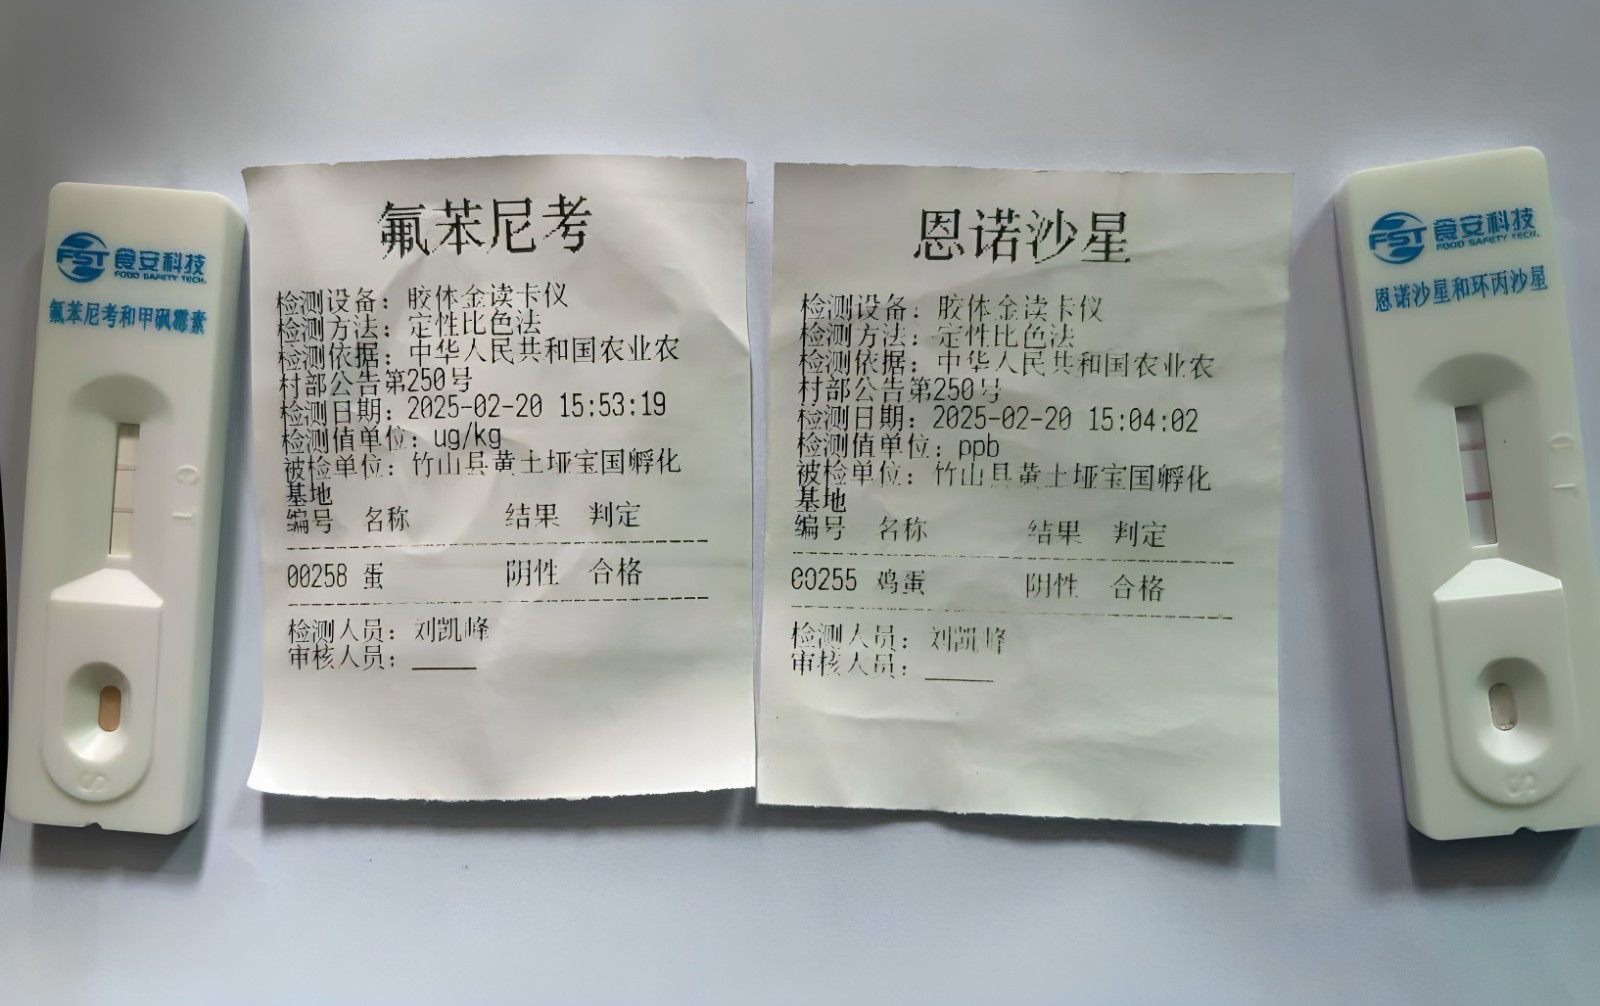 FST 食安科技
FOOD SAFETY TECH.
氟苯尼考和甲砜霉素
C
T
S
氟苯尼考
检测设备：胶体金读卡仪
检测方法：定性比色法
检测依据：中华人民共和国农业农
村部公告第250号
检测日期：2025-02-20 15:53:19
检测值单位：ug/kg
被检单位：竹山县黄土垭宝国孵化
基地
编号 名称 结果 判定
00258 蛋 阴性 合格
检测人员：刘凯峰
审核人员：
恩诺沙星
检测设备：胶体金读卡仪
检测方法：定性比色法
检测依据：中华人民共和国农业农
村部公告第250号
检测日期：2025-02-20 15:04:02
检测值单位：ppb
被检单位：竹山县黄土垭宝国孵化
基地
编号 名称 结果 判定
00255 鸡蛋 阴性 合格
检测人员：刘凯峰
审核人员：
FST 食安科技
FOOD SAFETY TECH.
恩诺沙星和环丙沙星
C
T
S